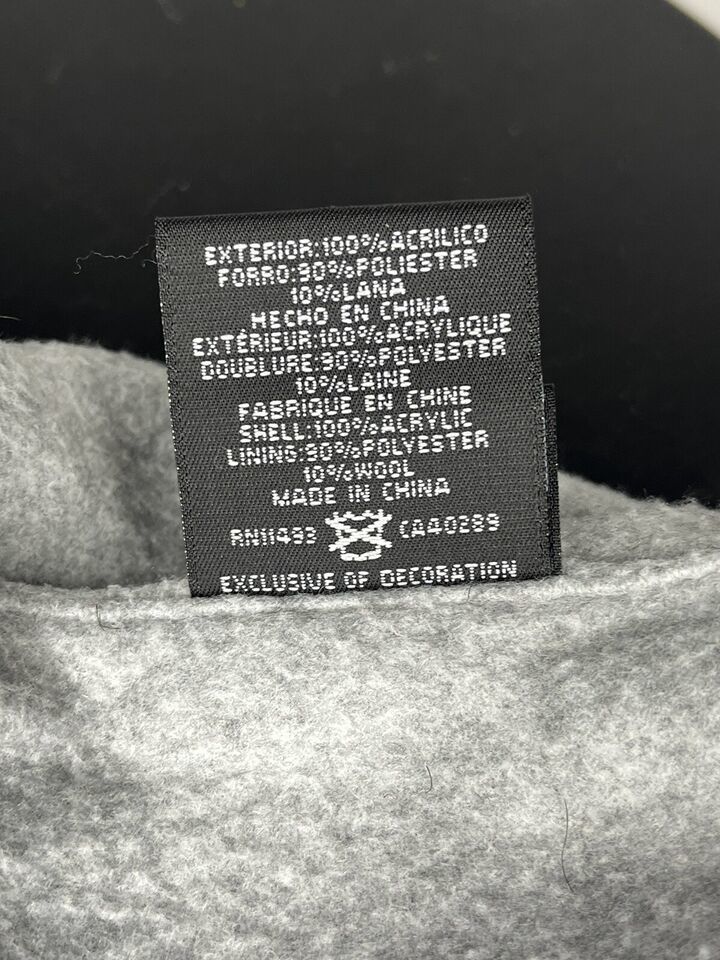 EXTERIOR:100%ACRILICO
FORRO:90%POLIESTER
10%LANA
HECHO EN CHINA
EXTÉRIEUR:100%ACRYLIQUE
DOUBLURE:90%POLYESTER
10%LAINE
FABRIQUE EN CHINE
SHELL:100%ACRYLIC
LINING:90%POLYESTER
10%WOOL
MADE IN CHINA
RN11493 CA40289
EXCLUSIVE OF DECORATION